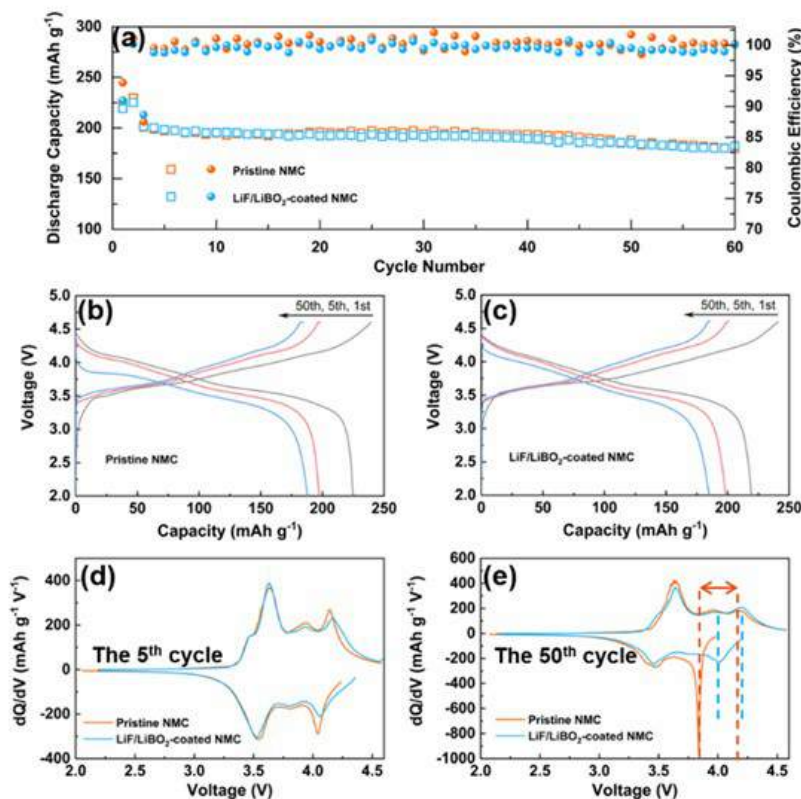 (a)
Discharge Capacity (mAh g⁻¹)
300
250
200
150
100
Coulombic Efficiency (%)
100
95
90
85
80
75
70
Pristine NMC
LiF/LiBO₂-coated NMC
0 10 20 30 40 50 60
Cycle Number
(b)
50th, 5th, 1st
Voltage (V)
5.0
4.5
4.0
3.5
3.0
2.5
2.0
Pristine NMC
0 50 100 150 200 250
Capacity (mAh g⁻¹)
(c)
50th, 5th, 1st
Voltage (V)
5.0
4.5
4.0
3.5
3.0
2.5
2.0
LiF/LiBO₂-coated NMC
0 50 100 150 200 250
Capacity (mAh g⁻¹)
(d)
dQ/dV (mAh g⁻¹ V⁻¹)
600
400
200
0
-200
-400
The 5th cycle
Pristine NMC
LiF/LiBO₂-coated NMC
2.0 2.5 3.0 3.5 4.0 4.5
Voltage (V)
(e)
dQ/dV (mAh g⁻¹ V⁻¹)
600
400
200
0
-200
-400
-600
-800
-1000
The 50th cycle
Pristine NMC
LiF/LiBO₂-coated NMC
2.0 2.5 3.0 3.5 4.0 4.5
Voltage (V)